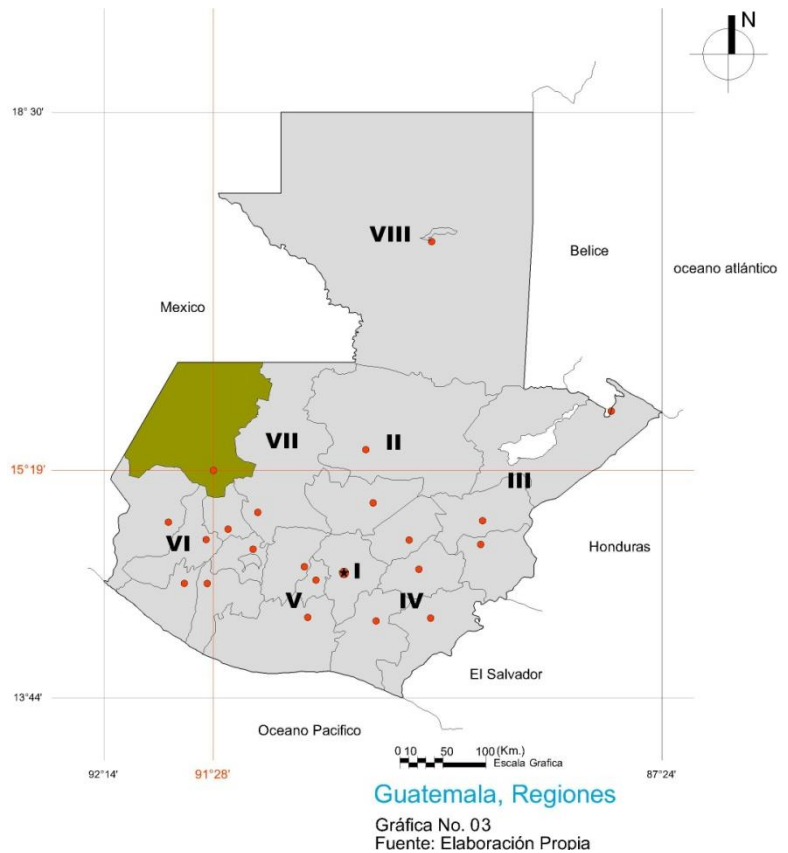 N
18° 30'
VIII
Belice
oceano atlántico
Mexico
VII
II
15°19'
III
VI
Honduras
I
V
IV
El Salvador
13°44'
Oceano Pacifico
0 10 50 100 (Km.)
Escala Grafica
92°14'
91°28'
87°24'
Guatemala, Regiones
Gráfica No. 03
Fuente: Elaboración Propia